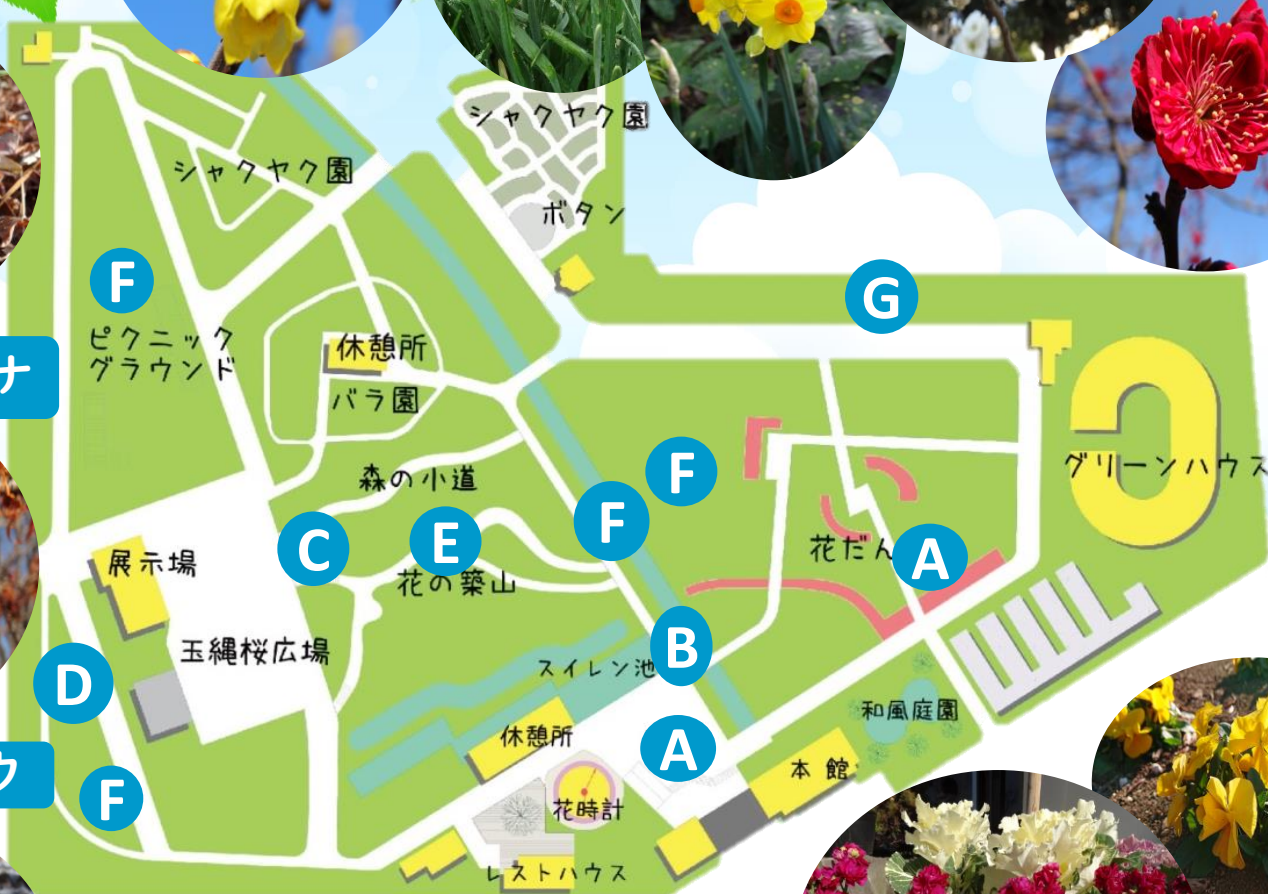 シャクヤク園
シャクヤク園
ボタン
F
G
ピクニック
グラウンド
ナ
休憩所
バラ園
F
グリーンハウス
森の小道
F
C
E
花だん
A
展示場
花の築山
玉縄桜広場
B
スイレン池
D
和風庭園
休憩所
A
本館
ウ
F
花時計
レストハウス